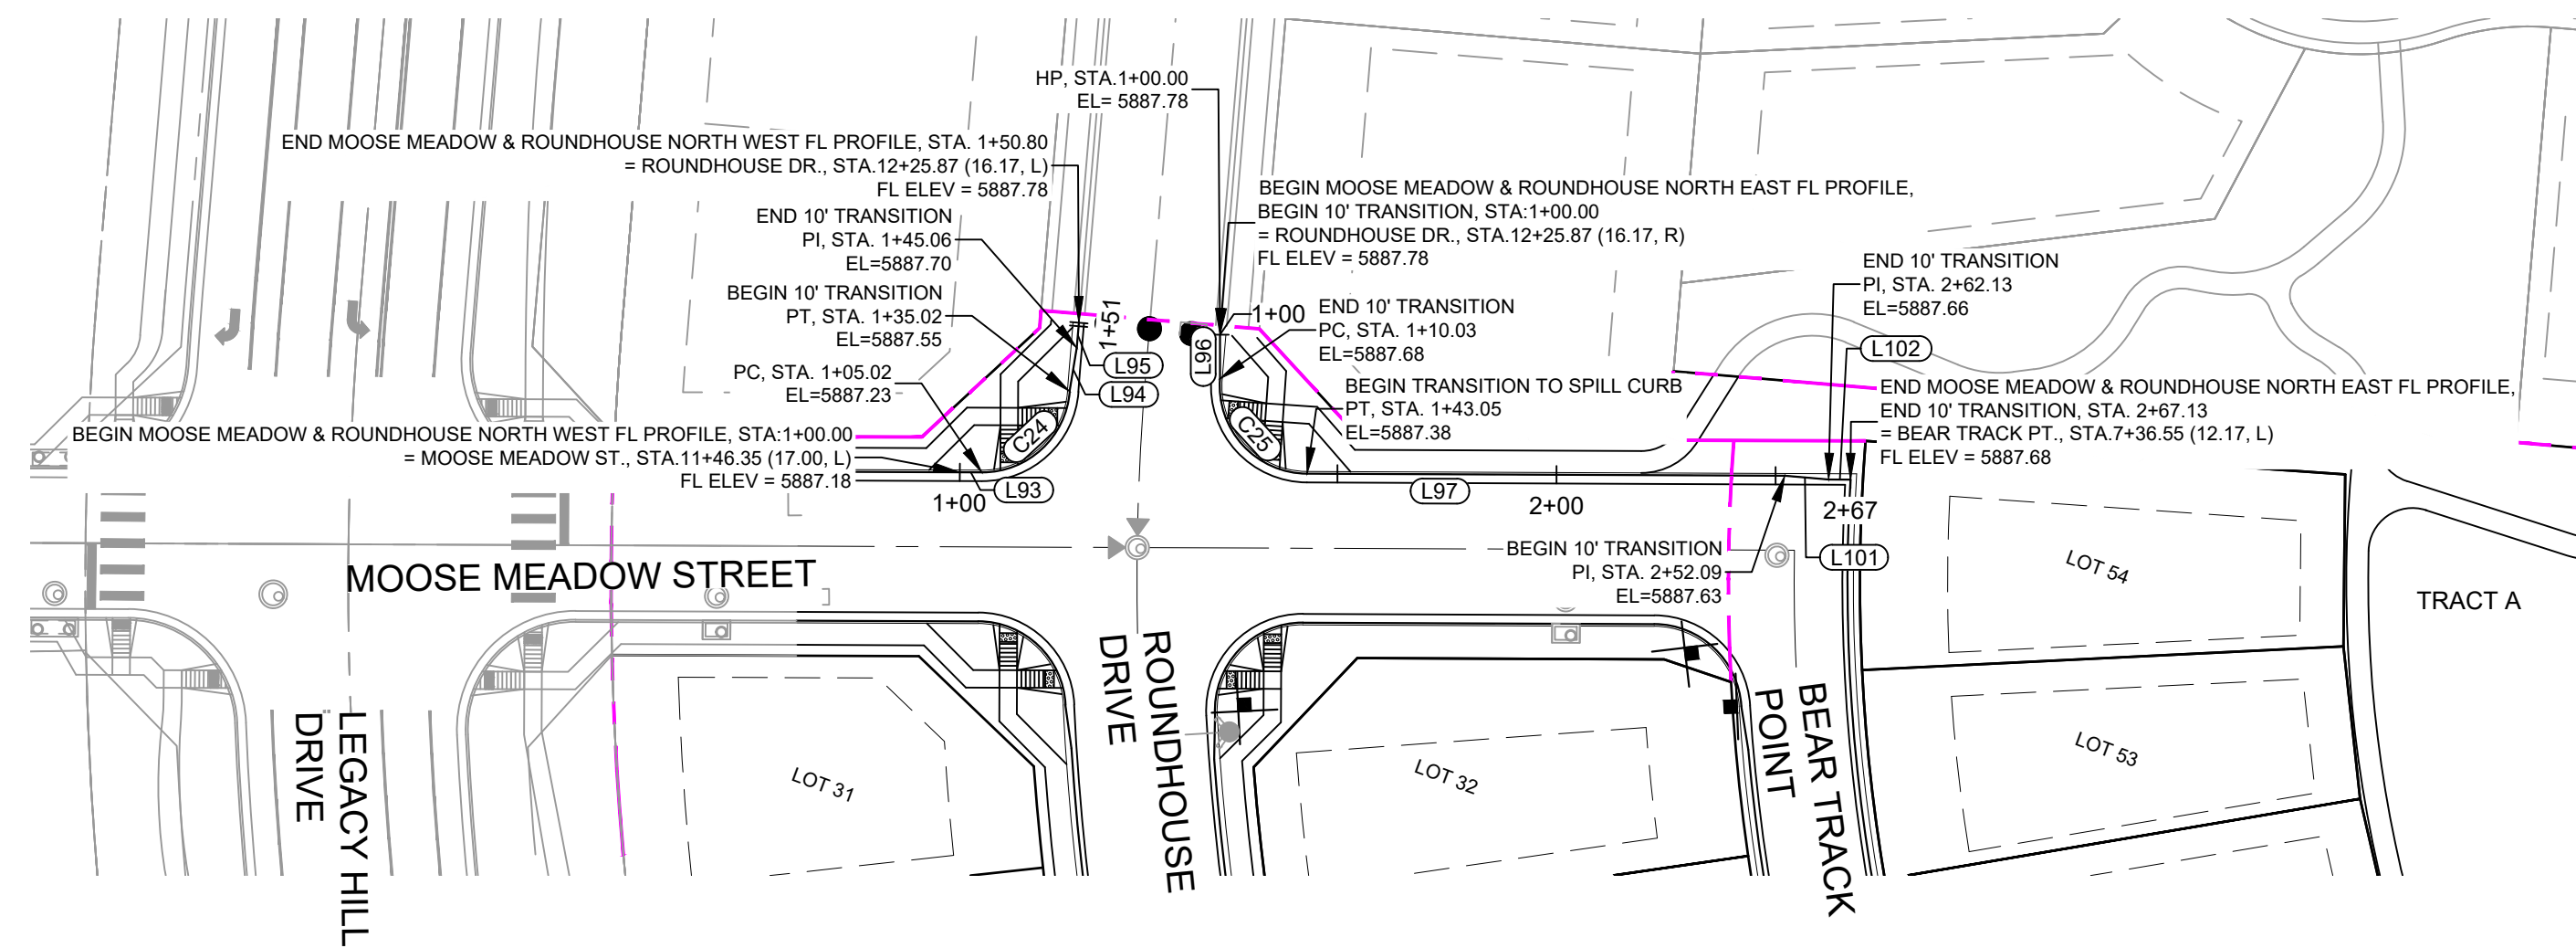 HP, STA.1+00.00
EL= 5887.78
END MOOSE MEADOW & ROUNDHOUSE NORTH WEST FL PROFILE, STA. 1+50.80
= ROUNDHOUSE DR., STA.12+25.87 (16.17, L)
FL ELEV = 5887.78
END 10' TRANSITION
PI, STA. 1+45.06
EL=5887.70
BEGIN 10' TRANSITION
PT, STA. 1+35.02
EL=5887.55
PC, STA. 1+05.02
EL=5887.23
BEGIN MOOSE MEADOW & ROUNDHOUSE NORTH WEST FL PROFILE, STA:1+00.00
= MOOSE MEADOW ST., STA.11+46.35 (17.00, L)
FL ELEV = 5887.18
BEGIN MOOSE MEADOW & ROUNDHOUSE NORTH EAST FL PROFILE,
BEGIN 10' TRANSITION, STA:1+00.00
= ROUNDHOUSE DR., STA.12+25.87 (16.17, R)
FL ELEV = 5887.78
END 10' TRANSITION
PC, STA. 1+10.03
EL=5887.68
BEGIN TRANSITION TO SPILL CURB
PT, STA. 1+43.05
EL=5887.38
END 10' TRANSITION
PI, STA. 2+62.13
EL=5887.66
END MOOSE MEADOW & ROUNDHOUSE NORTH EAST FL PROFILE,
END 10' TRANSITION, STA. 2+67.13
= BEAR TRACK PT., STA.7+36.55 (12.17, L)
FL ELEV = 5887.68
BEGIN 10' TRANSITION
PI, STA. 2+52.09
EL=5887.63
1+51
1+00
L95
L94
L96
C24
C25
L93
L97
L102
L101
1+00
2+00
2+67
MOOSE MEADOW STREET
LEGACY HILL
DRIVE
ROUNDHOUSE
DRIVE
BEAR TRACK
POINT
LOT 31
LOT 32
LOT 54
LOT 53
TRACT A